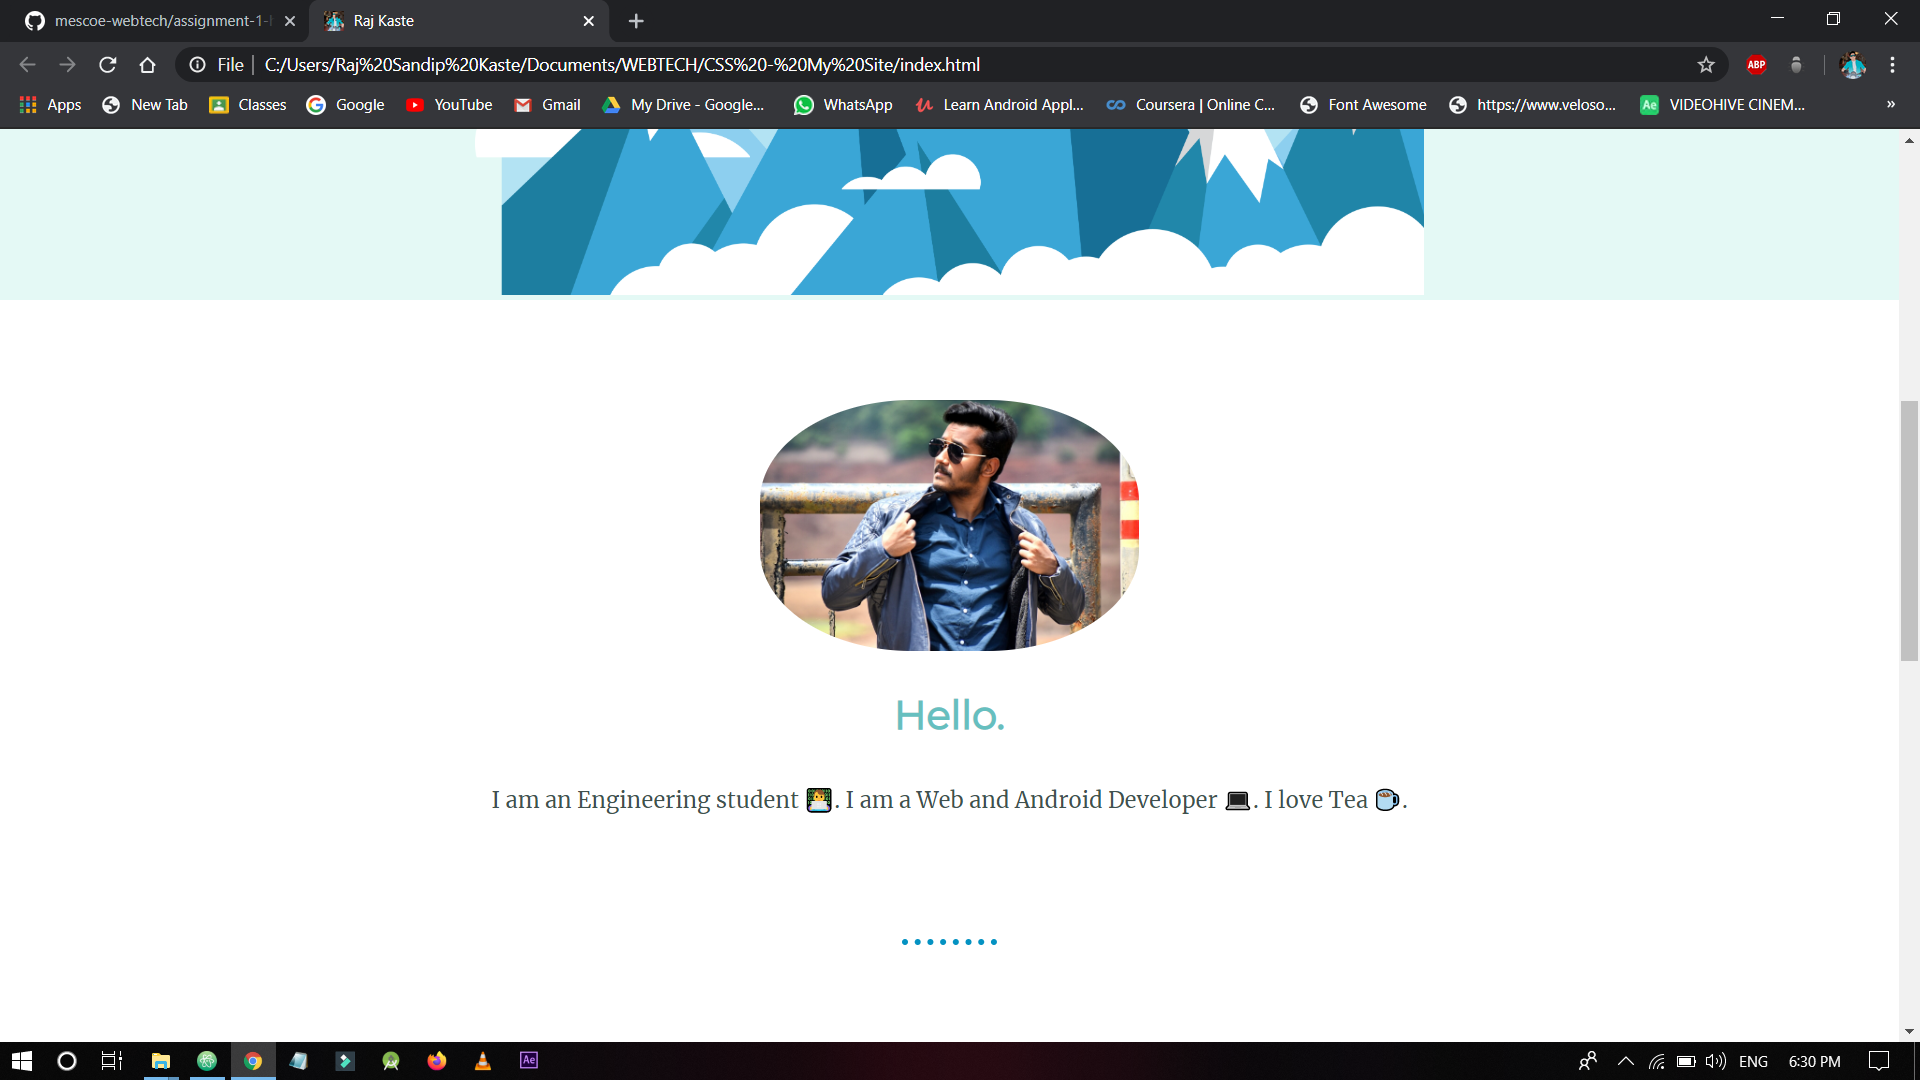 mescoe-webtech/assignment-1-h
Raj Kaste
File
C:/Users/Raj%20Sandip%20Kaste/Documents/WEBTECH/CSS%20-%20My%20Site/index.html
ABP
Apps
New Tab
Classes
Google
YouTube
Gmail
My Drive - Google...
WhatsApp
Learn Android Appl...
Coursera | Online C...
Font Awesome
https://www.veloso...
Ae
VIDEOHIVE CINEM...
»
Hello.
I am an Engineering student 👨‍💻. I am a Web and Android Developer 💻. I love Tea ☕.
Ae
ENG
6:30 PM